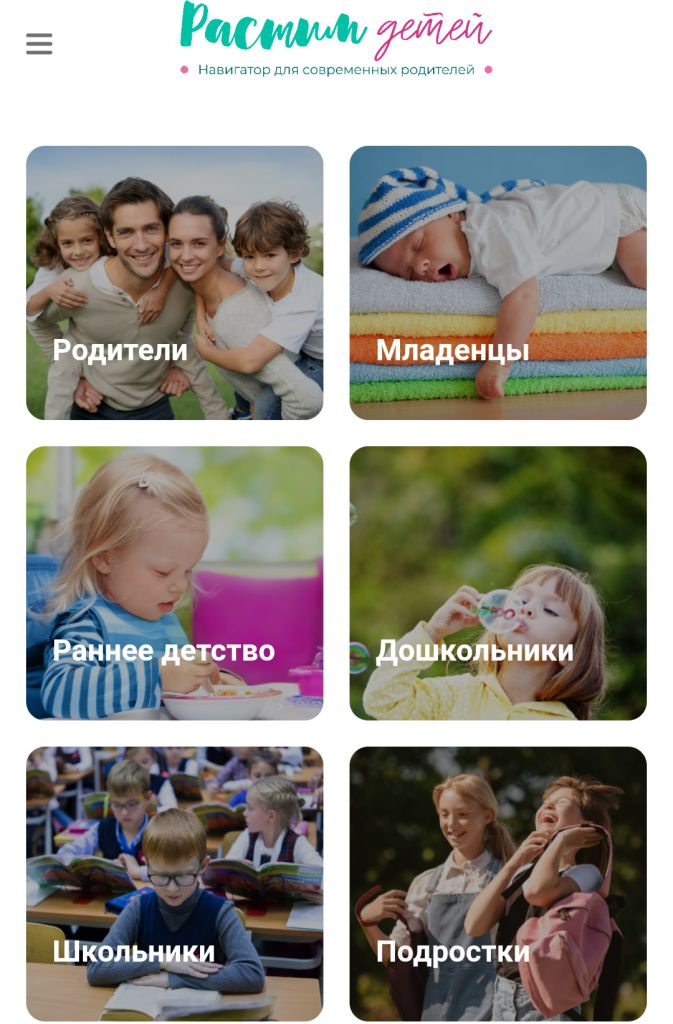 Растим детей
Навигатор для современных родителей
Родители
Младенцы
Раннее детство
Дошкольники
Школьники
Подростки